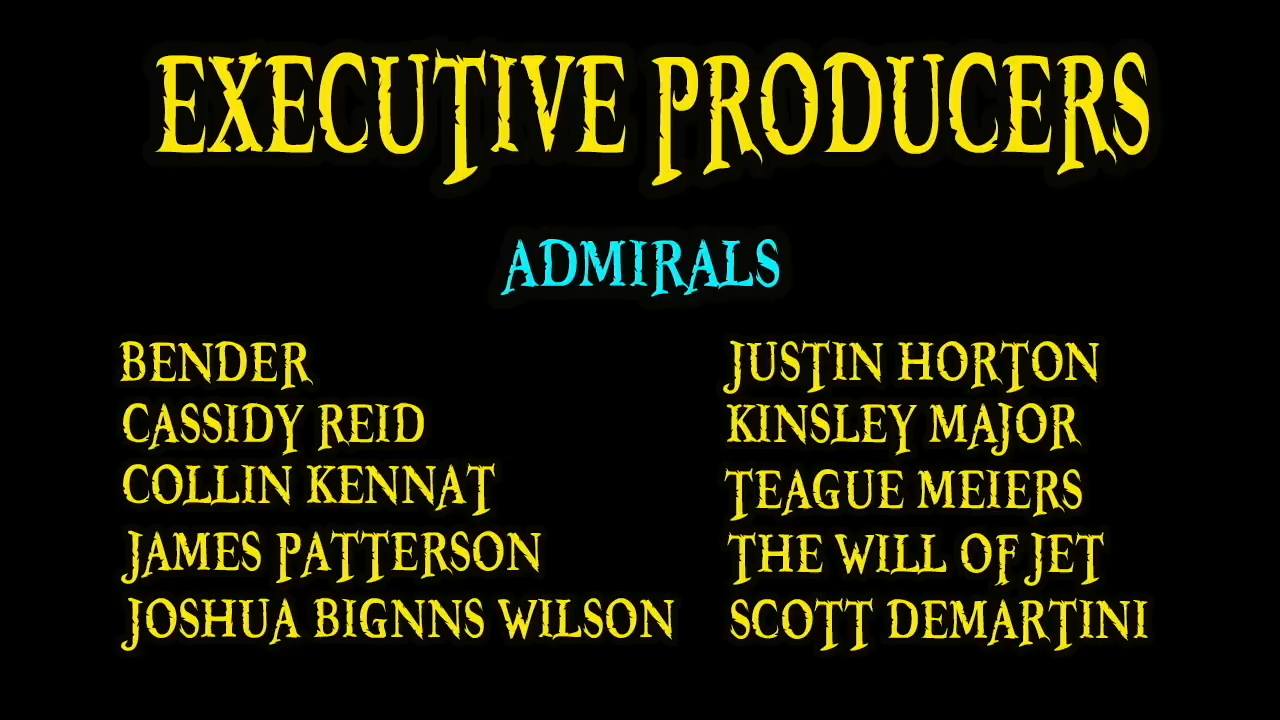 EXECUTIVE PRODUCERS
ADMIRALS
BENDER
CASSIDY REID
COLLIN KENNAT
JAMES PATTERSON
JOSHUA BIGNNS WILSON
JUSTIN HORTON
KINSLEY MAJOR
TEAGUE MEIERS
THE WILL OF JET
SCOTT DEMARTINI